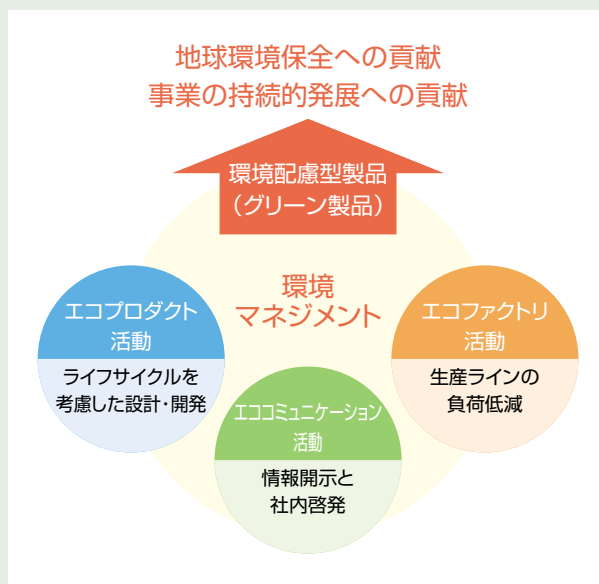 地球環境保全への貢献
事業の持続的発展への貢献
環境配慮型製品
（グリーン製品）
環境
マネジメント
エコプロダクト
活動
ライフサイクルを
考慮した設計・開発
エココミュニケーション
活動
情報開示と
社内啓発
エコファクトリ
活動
生産ラインの
負荷低減